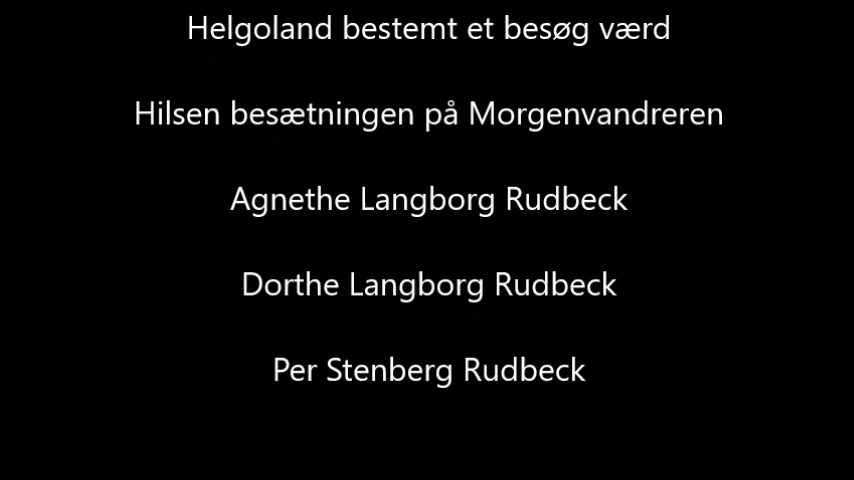 Helgoland bestemt et besøg værd
Hilsen besætningen på Morgenvandreren
Agnethe Langborg Rudbeck
Dorthe Langborg Rudbeck
Per Stenberg Rudbeck